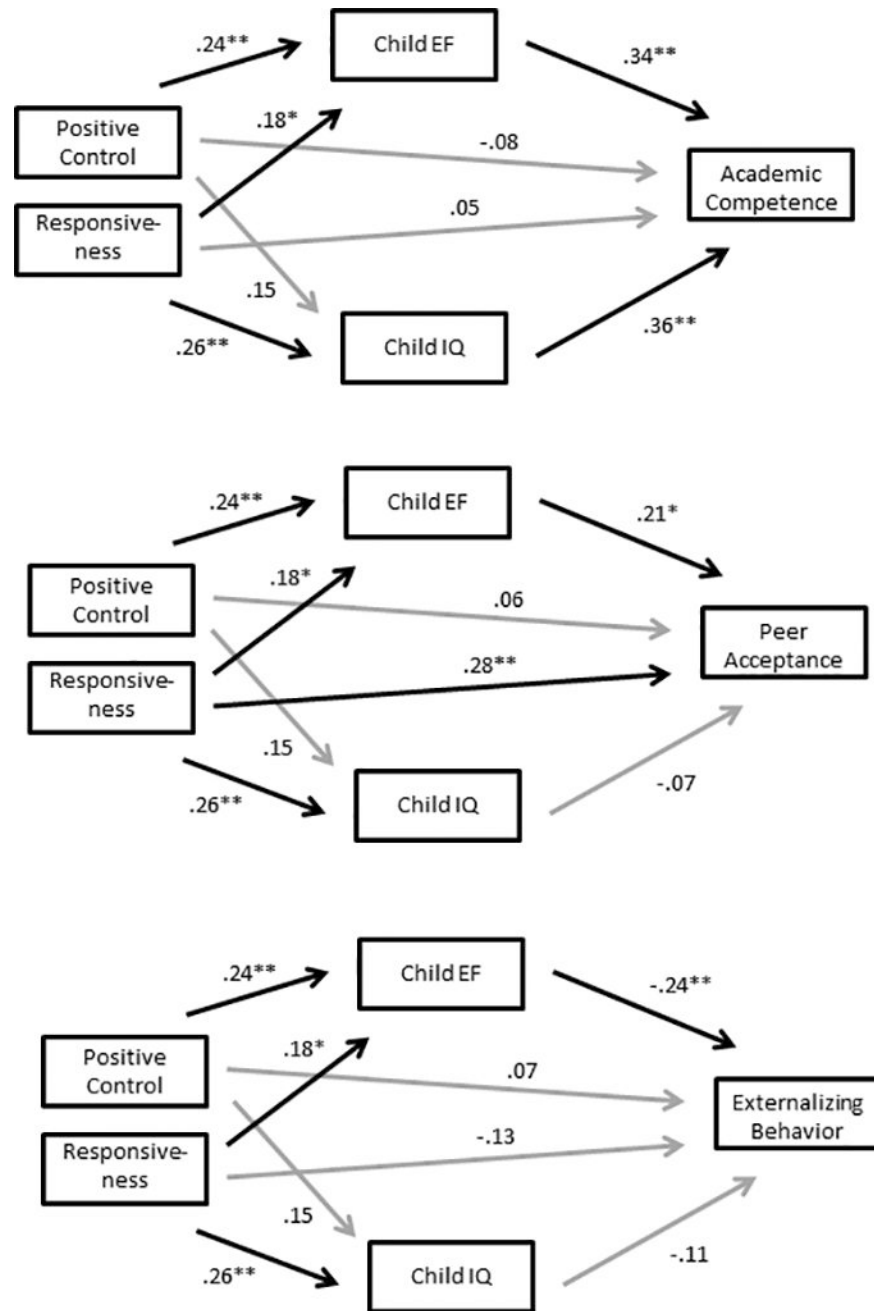 .24**
Child EF
.34**
Positive
Control
.18*
-.08
Academic
Competence
Responsive-
ness
.05
.15
.26**
Child IQ
.36**
.24**
Child EF
.21*
Positive
Control
.18*
.06
Peer
Acceptance
Responsive-
ness
.28**
.15
.26**
Child IQ
-.07
.24**
Child EF
-.24**
Positive
Control
.18*
.07
Externalizing
Behavior
Responsive-
ness
-.13
.15
.26**
Child IQ
-.11